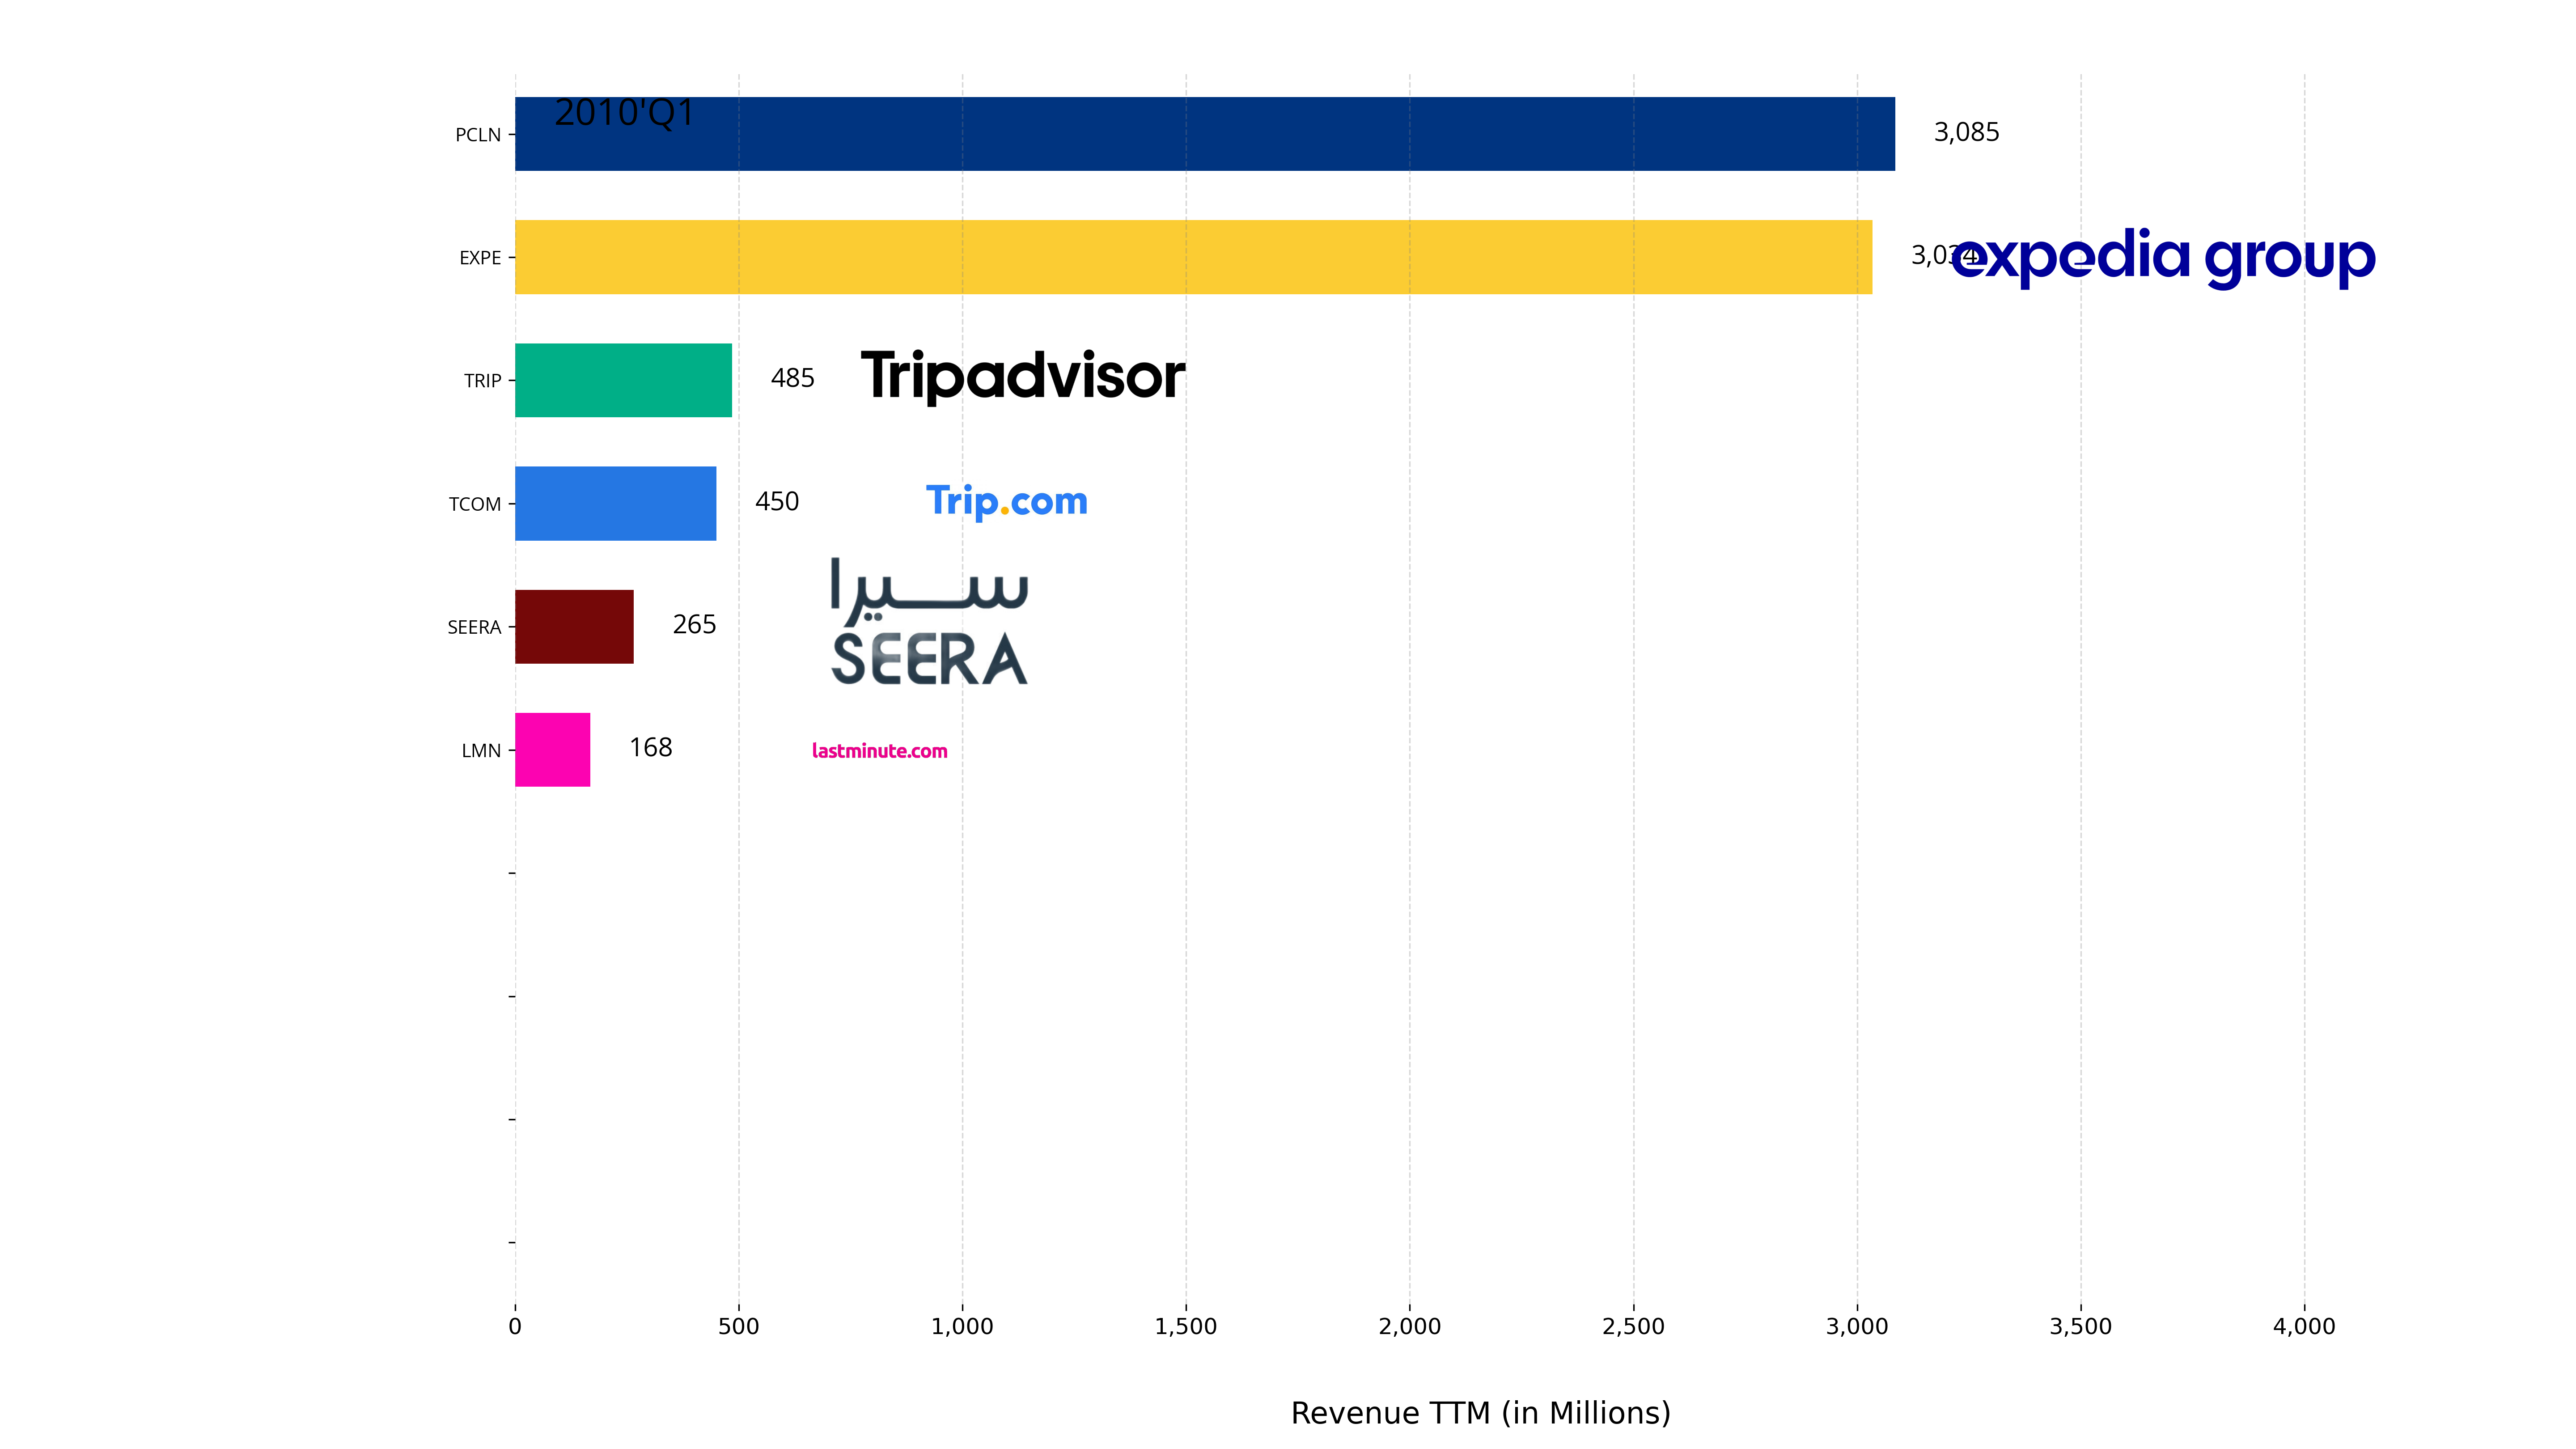 2010'Q1
PCLN 3,085
EXPE 3,034 expedia group
TRIP 485 Tripadvisor
TCOM 450 Trip.com
سيرا
SEERA 265 SEERA
LMN 168 lastminute.com
0 500 1,000 1,500 2,000 2,500 3,000 3,500 4,000
Revenue TTM (in Millions)